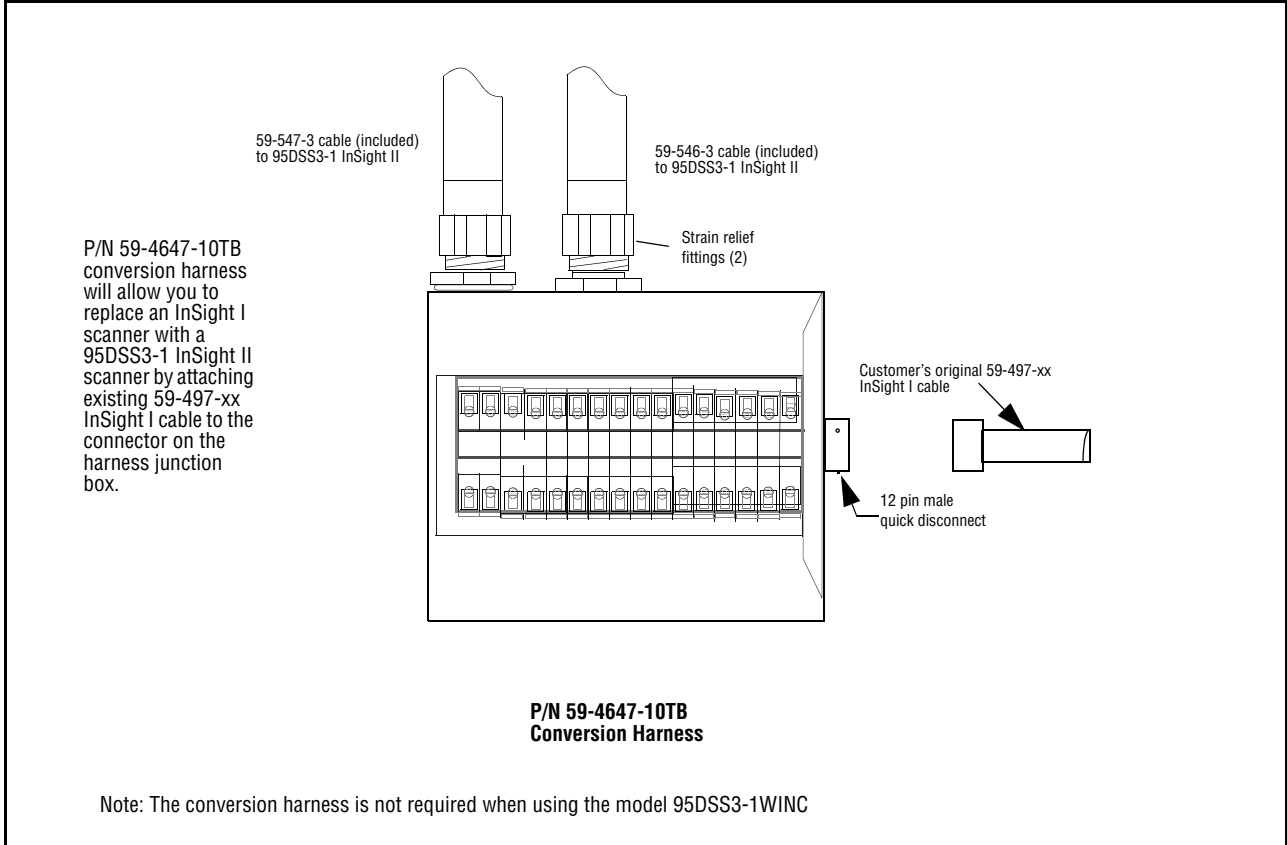 59-547-3 cable (included)
to 95DSS3-1 InSight II
59-546-3 cable (included)
to 95DSS3-1 InSight II
Strain relief
fittings (2)
P/N 59-4647-10TB
conversion harness
will allow you to
replace an InSight I
scanner with a
95DSS3-1 InSight II
scanner by attaching
existing 59-497-xx
InSight I cable to the
connector on the
harness junction
box.
Customer's original 59-497-xx
InSight I cable
12 pin male
quick disconnect
P/N 59-4647-10TB
Conversion Harness
Note: The conversion harness is not required when using the model 95DSS3-1WINC